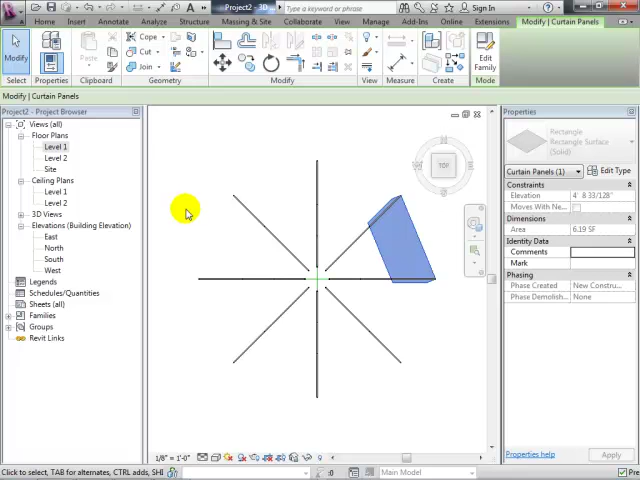 Project2 - 3D
Type a keyword or phrase
Sign In
Home
Insert
Annotate
Analyze
Structure
Massing & Site
Collaborate
View
Manage
Add-Ins
Online
Extensions
Modify | Curtain Panels
Modify
Paste
Cope
Cut
Join
Edit
Family
Select
Properties
Clipboard
Geometry
Modify
View
Measure
Create
Mode
Modify | Curtain Panels
Project2 - Project Browser
Views (all)
Floor Plans
Level 1
Level 2
Site
Ceiling Plans
Level 1
Level 2
3D Views
Elevations (Building Elevation)
East
North
South
West
Legends
Schedules/Quantities
Sheets (all)
Families
Groups
Revit Links
TOP
Properties
Rectangle
Rectangle Surface
(Solid)
Curtain Panels (1)
Edit Type
Constraints
Elevation 4' 8 33/128"
Moves With Ne...
Dimensions
Area 6.19 SF
Identity Data
Comments
Mark
Phasing
Phase Created New Constru...
Phase Demolish... None
Properties help
Apply
1/8" = 1'-0"
Click to select, TAB for alternates, CTRL adds, SHI
:0
Main Model
Pre